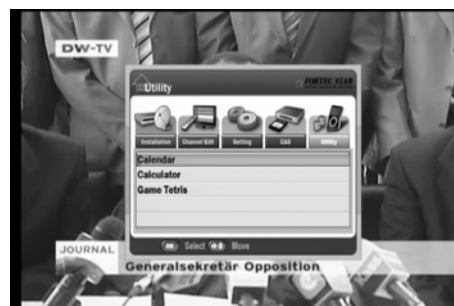 DW-TV
Utility
FORTEC STAR
Installation Channel Edit Setting CAS Utility
Calendar
Calculator
Game Tetris
OK Select Move
JOURNAL
Generalsekretär Opposition